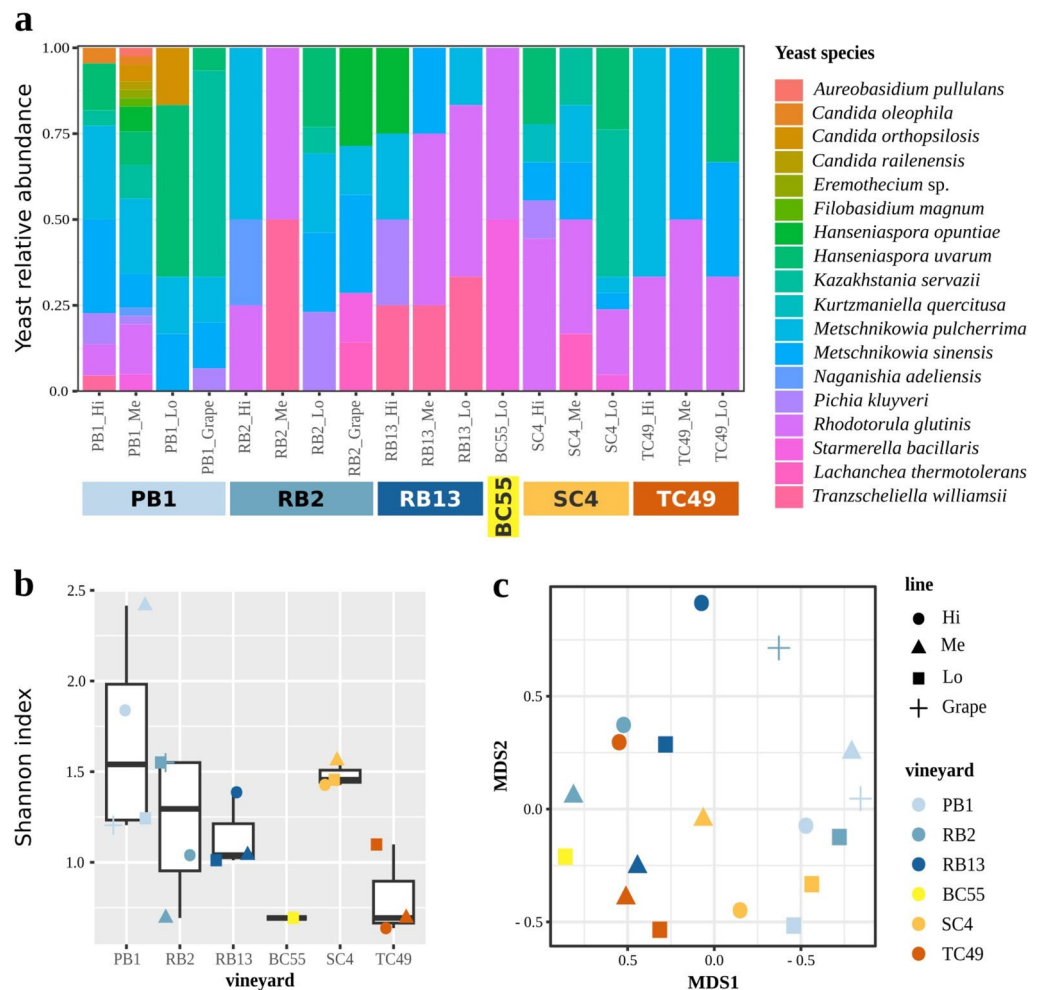 a
Yeast relative abundance
1.00
0.75
0.50
0.25
0.0
PB1_Hi
PB1_Me
PB1_Lo
PB1_Grape
RB2_Hi
RB2_Me
RB2_Lo
RB2_Grape
RB13_Hi
RB13_Me
RB13_Lo
BC55_Lo
SC4_Hi
SC4_Me
SC4_Lo
TC49_Hi
TC49_Me
TC49_Lo
PB1
RB2
RB13
BC55
SC4
TC49
Yeast species
Aureobasidium pullulans
Candida oleophila
Candida orthopsilosis
Candida railenensis
Eremothecium sp.
Filobasidium magnum
Hanseniaspora opuntiae
Hanseniaspora uvarum
Kazakhstania servazii
Kurtzmaniella quercitusa
Metschnikowia pulcherrima
Metschnikowia sinensis
Naganishia adeliensis
Pichia kluyveri
Rhodotorula glutinis
Starmerella bacillaris
Lachanchea thermotolerans
Tranzscheliella williamsii
b
Shannon index
2.5
2.0
1.5
1.0
PB1
RB2
RB13
BC55
SC4
TC49
vineyard
c
MDS2
0.5
0.0
- 0.5
0.5
0.0
- 0.5
MDS1
line
Hi
Me
Lo
Grape
vineyard
PB1
RB2
RB13
BC55
SC4
TC49